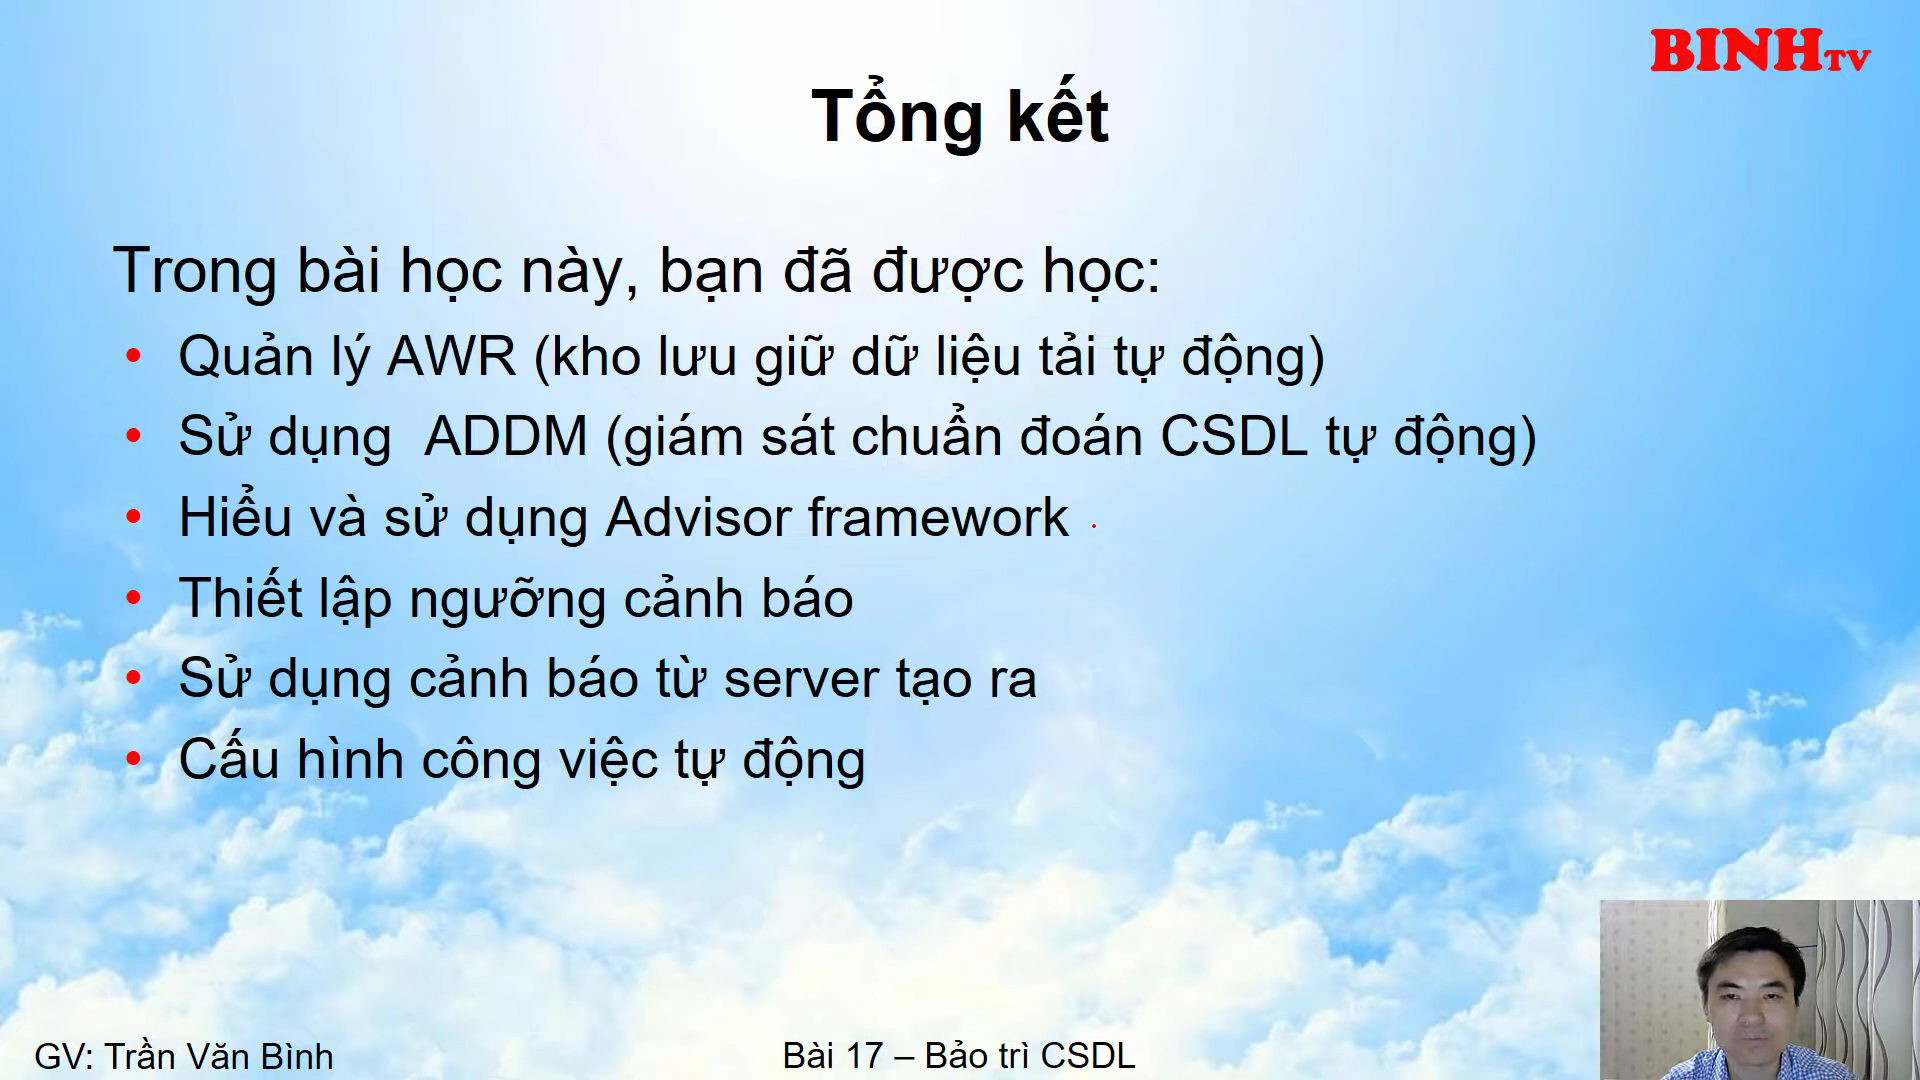 BINHTV
Tổng kết
Trong bài học này, bạn đã được học:
• Quản lý AWR (kho lưu giữ dữ liệu tải tự động)
• Sử dụng  ADDM (giám sát chuẩn đoán CSDL tự động)
• Hiểu và sử dụng Advisor framework
• Thiết lập ngưỡng cảnh báo
• Sử dụng cảnh báo từ server tạo ra
• Cấu hình công việc tự động
GV: Trần Văn Bình
Bài 17 – Bảo trì CSDL